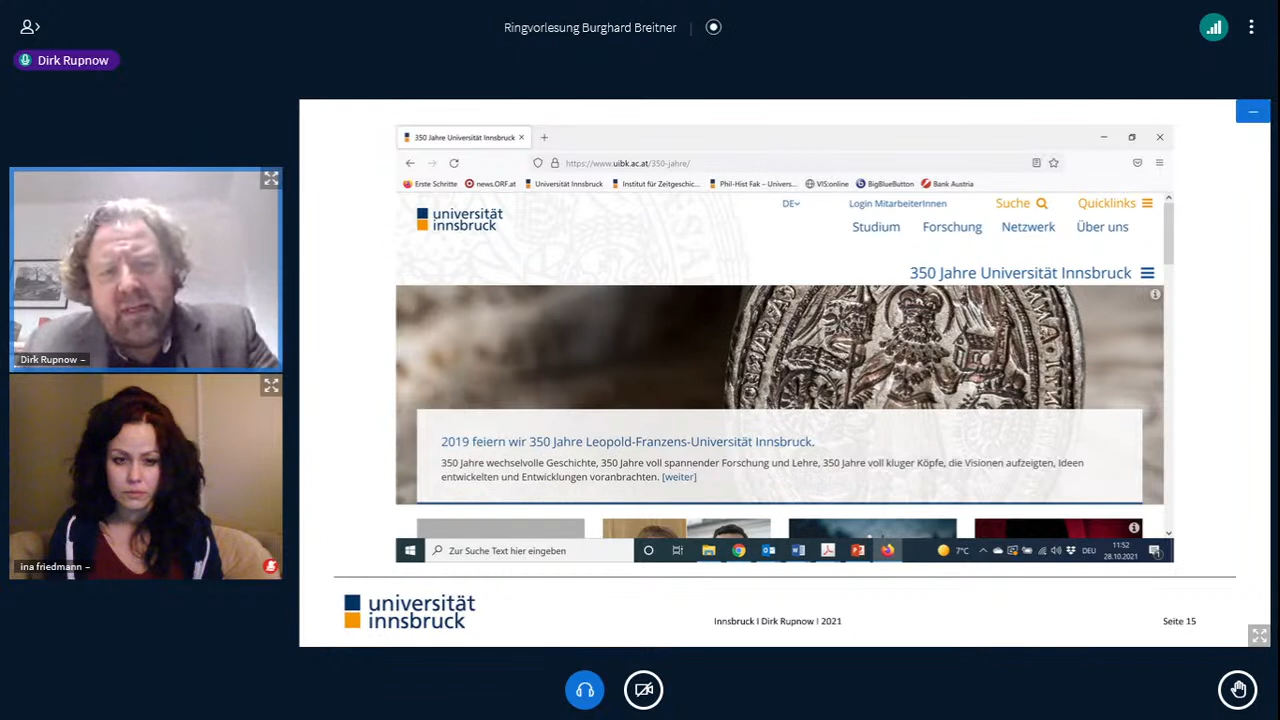 Ringvorlesung Burghard Breitner
Dirk Rupnow
Dirk Rupnow
ina friedmann
350 Jahre Universität Innsbruck
https://www.uibk.ac.at/350-jahre/
Erste Schritte news.ORF.at Universität Innsbruck Institut für Zeitgeschic... Phil-Hist Fak – Univers... VIS:online BigBlueButton Bank Austria
universität
innsbruck
DE Login MitarbeiterInnen Suche Quicklinks
Studium Forschung Netzwerk Über uns
350 Jahre Universität Innsbruck
2019 feiern wir 350 Jahre Leopold-Franzens-Universität Innsbruck.
350 Jahre wechselvolle Geschichte, 350 Jahre voll spannender Forschung und Lehre, 350 Jahre voll kluger Köpfe, die Visionen aufzeigten, Ideen
entwickelten und Entwicklungen voranbrachten. [weiter]
Zur Suche Text hier eingeben
7°C DEU 11:52
28.10.2021
universität
innsbruck
Innsbruck I Dirk Rupnow I 2021
Seite 15